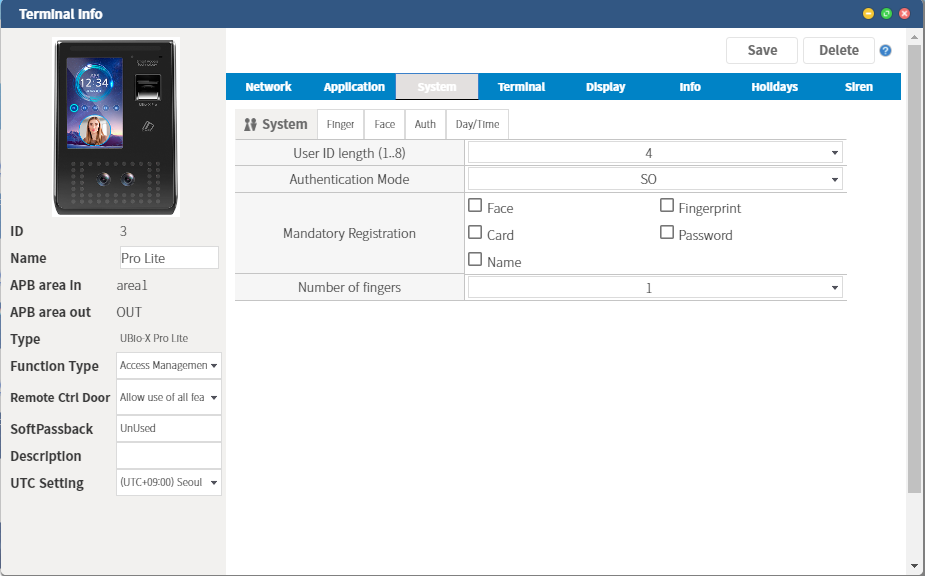 Terminal Info
Save Delete ?
Network Application System Terminal Display Info Holidays Siren
System Finger Face Auth Day/Time
User ID length (1..8) 4
Authentication Mode SO
Mandatory Registration
Face Fingerprint
Card Password
Name
Number of fingers 1
12:34
ID 3
Name Pro Lite
APB area in area1
APB area out OUT
Type UBio-X Pro Lite
Function Type Access Managemen
Remote Ctrl Door Allow use of all fea
SoftPassback UnUsed
Description
UTC Setting (UTC+09:00) Seoul